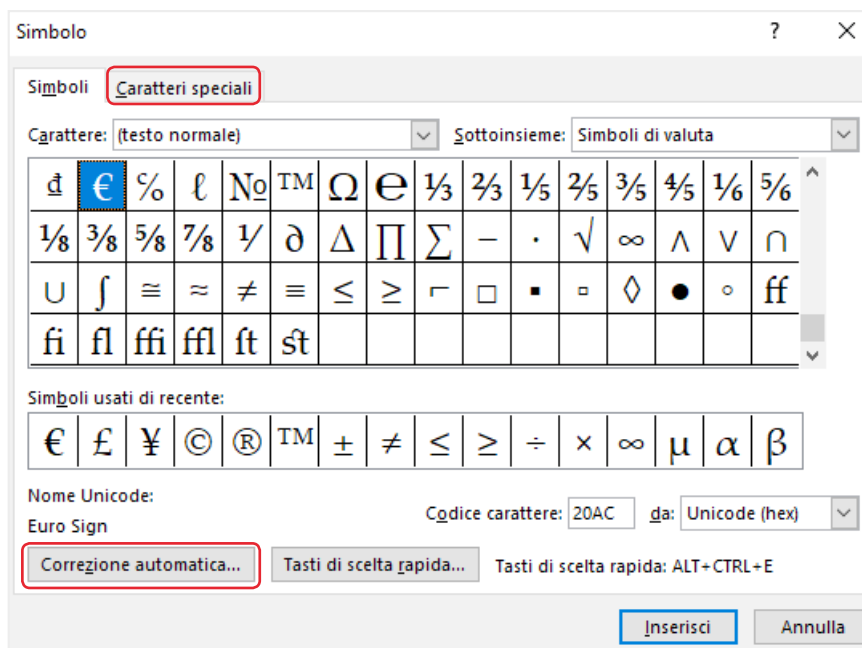 Simbolo ? ×
Simboli Caratteri speciali
Carattere: (testo normale) Sottoinsieme: Simboli di valuta
₫ € ℅ ℓ № ™ Ω ℮ ⅓ ⅔ ⅕ ⅖ ⅗ ⅘ ⅙ ⅚
⅛ ⅜ ⅝ ⅞ ⅟ ∂ ∆ ∏ ∑ − ∙ √ ∞ ∧ ∨ ∩
∪ ∫ ≅ ≈ ≠ ≡ ≤ ≥ ⌐ □ ▪ ▫ ◊ ● ◦ ff
fi fl ffi ffl ſt st
Simboli usati di recente:
€ £ ¥ © ® ™ ± ≠ ≤ ≥ ÷ × ∞ µ α β
Nome Unicode:
Euro Sign
Codice carattere: 20AC da: Unicode (hex)
Correzione automatica... Tasti di scelta rapida... Tasti di scelta rapida: ALT+CTRL+E
Inserisci Annulla